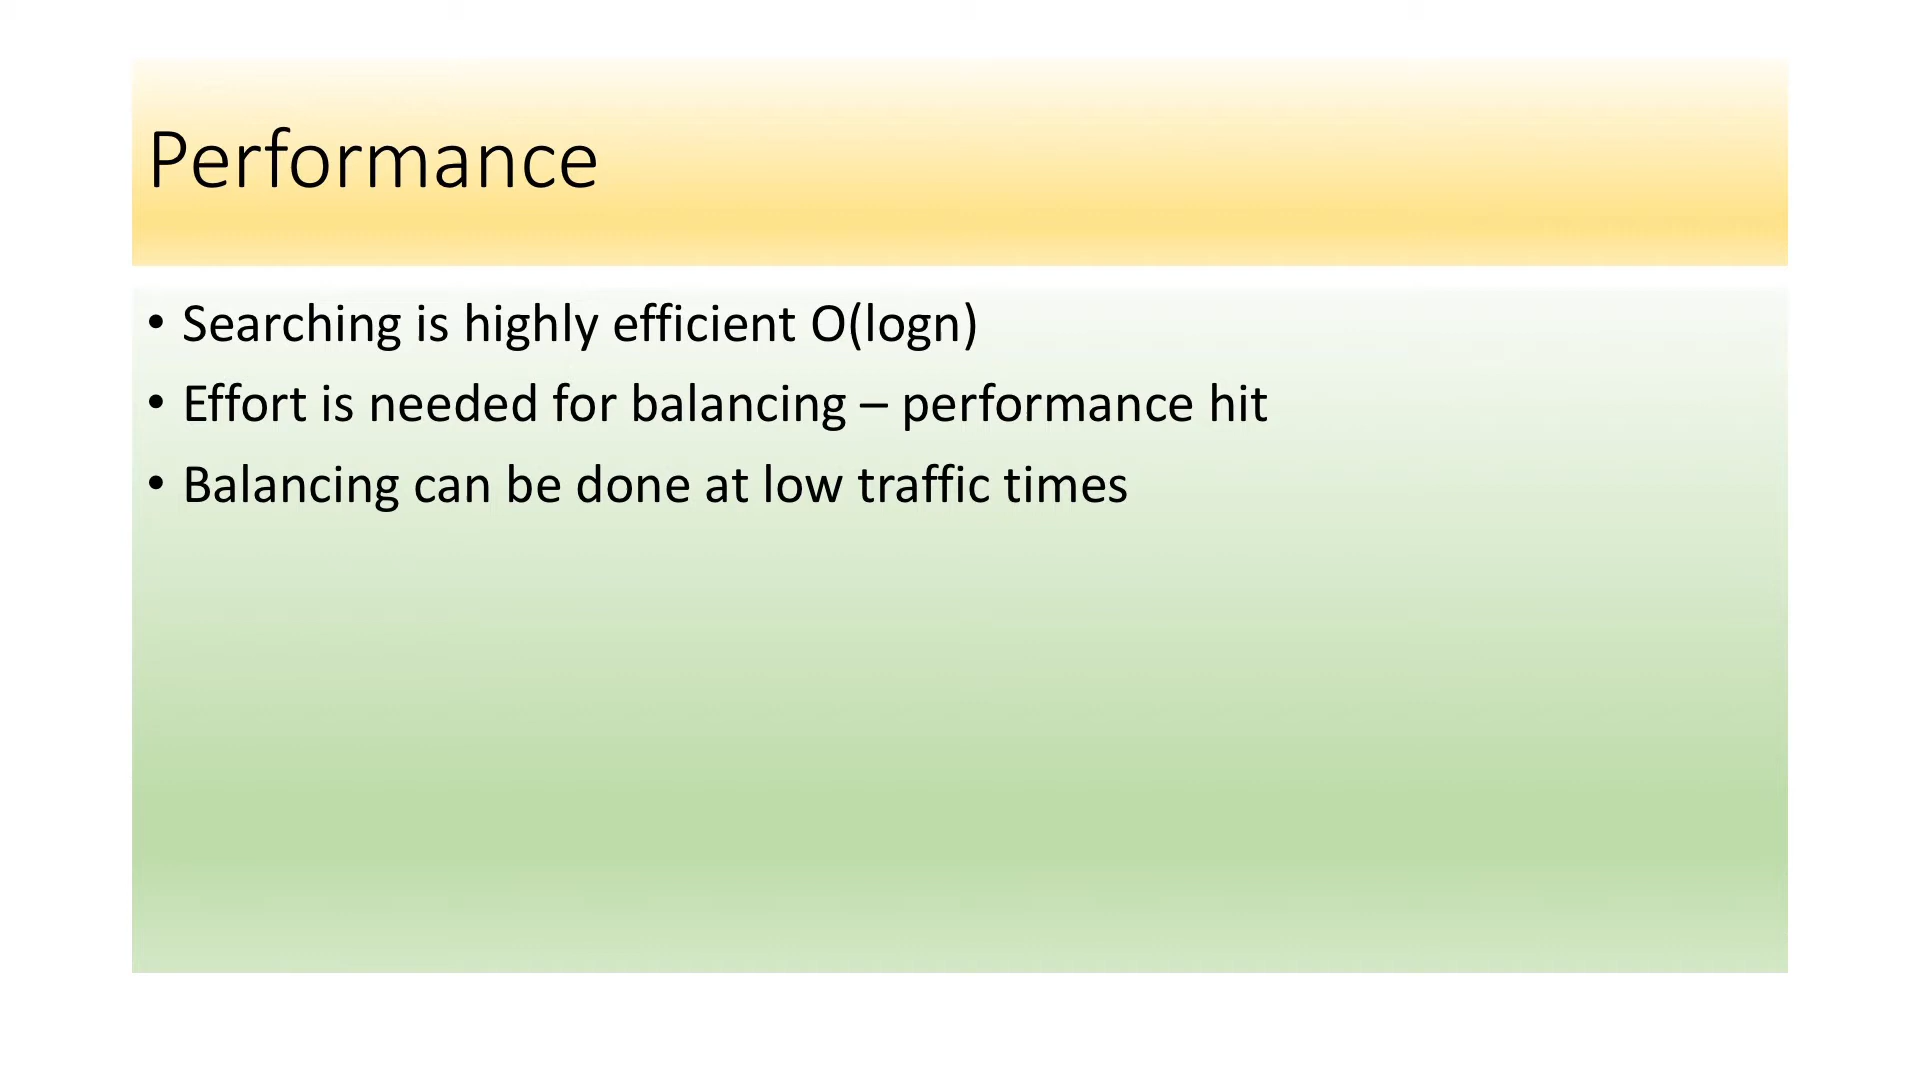 Performance
• Searching is highly efficient O(logn)
• Effort is needed for balancing – performance hit
• Balancing can be done at low traffic times